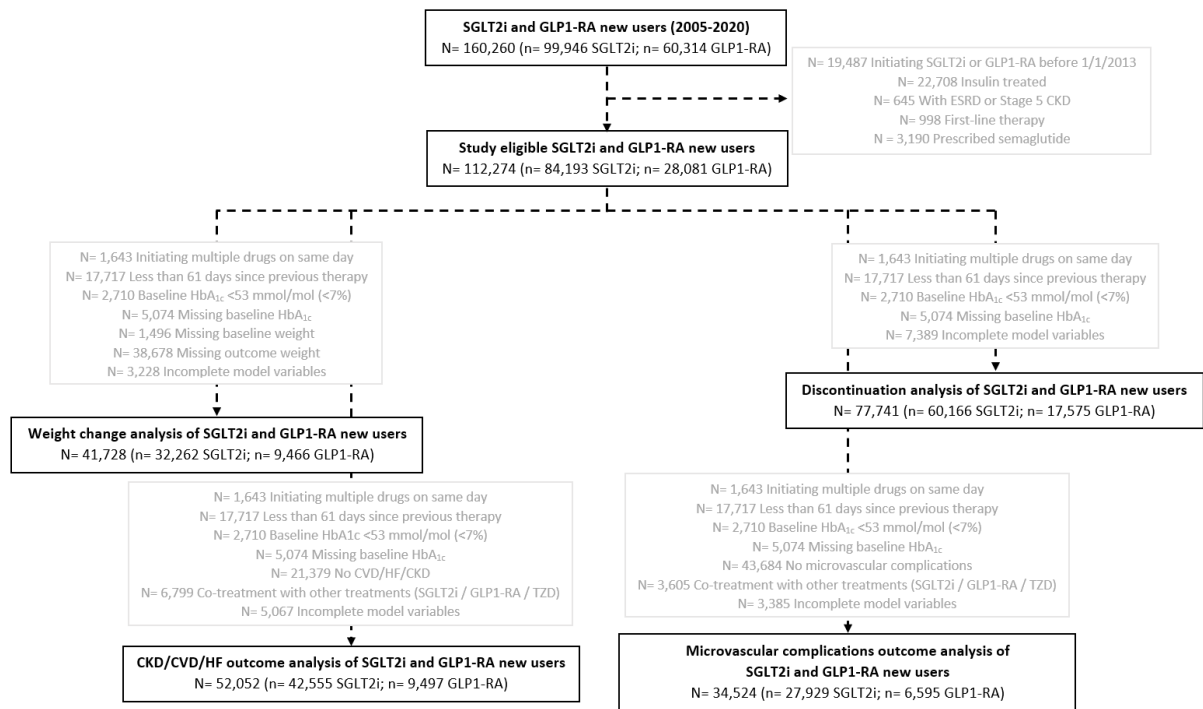 SGLT2i and GLP1-RA new users (2005-2020)
N= 160,260 (n= 99,946 SGLT2i; n= 60,314 GLP1-RA)
N= 19,487 Initiating SGLT2i or GLP1-RA before 1/1/2013
N= 22,708 Insulin treated
N= 645 With ESRD or Stage 5 CKD
N= 998 First-line therapy
N = 3,190 Prescribed semaglutide
Study eligible SGLT2i and GLP1-RA new users
N= 112,274 (n= 84,193 SGLT2i; n= 28,081 GLP1-RA)
N= 1,643 Initiating multiple drugs on same day
N= 17,717 Less than 61 days since previous therapy
N= 2,710 Baseline HbA1c <53 mmol/mol (<7%)
N= 5,074 Missing baseline HbA1c
N= 1,496 Missing baseline weight
N= 38,678 Missing outcome weight
N= 3,228 Incomplete model variables
Weight change analysis of SGLT2i and GLP1-RA new users
N= 41,728 (n= 32,262 SGLT2i; n= 9,466 GLP1-RA)
N= 1,643 Initiating multiple drugs on same day
N= 17,717 Less than 61 days since previous therapy
N= 2,710 Baseline HbA1c <53 mmol/mol (<7%)
N= 5,074 Missing baseline HbA1c
N= 7,389 Incomplete model variables
Discontinuation analysis of SGLT2i and GLP1-RA new users
N= 77,741 (n= 60,166 SGLT2i; n= 17,575 GLP1-RA)
N= 1,643 Initiating multiple drugs on same day
N= 17,717 Less than 61 days since previous therapy
N= 2,710 Baseline HbA1c <53 mmol/mol (<7%)
N= 5,074 Missing baseline HbA1c
N= 21,379 No CVD/HF/CKD
N= 6,799 Co-treatment with other treatments (SGLT2i / GLP1-RA / TZD)
N= 5,067 Incomplete model variables
CKD/CVD/HF outcome analysis of SGLT2i and GLP1-RA new users
N= 52,052 (n= 42,555 SGLT2i; n= 9,497 GLP1-RA)
N= 1,643 Initiating multiple drugs on same day
N= 17,717 Less than 61 days since previous therapy
N= 2,710 Baseline HbA1c <53 mmol/mol (<7%)
N= 5,074 Missing baseline HbA1c
N= 43,684 No microvascular complications
N= 3,605 Co-treatment with other treatments (SGLT2i / GLP1-RA / TZD)
N= 3,385 Incomplete model variables
Microvascular complications outcome analysis of
SGLT2i and GLP1-RA new users
N= 34,524 (n= 27,929 SGLT2i; n= 6,595 GLP1-RA)